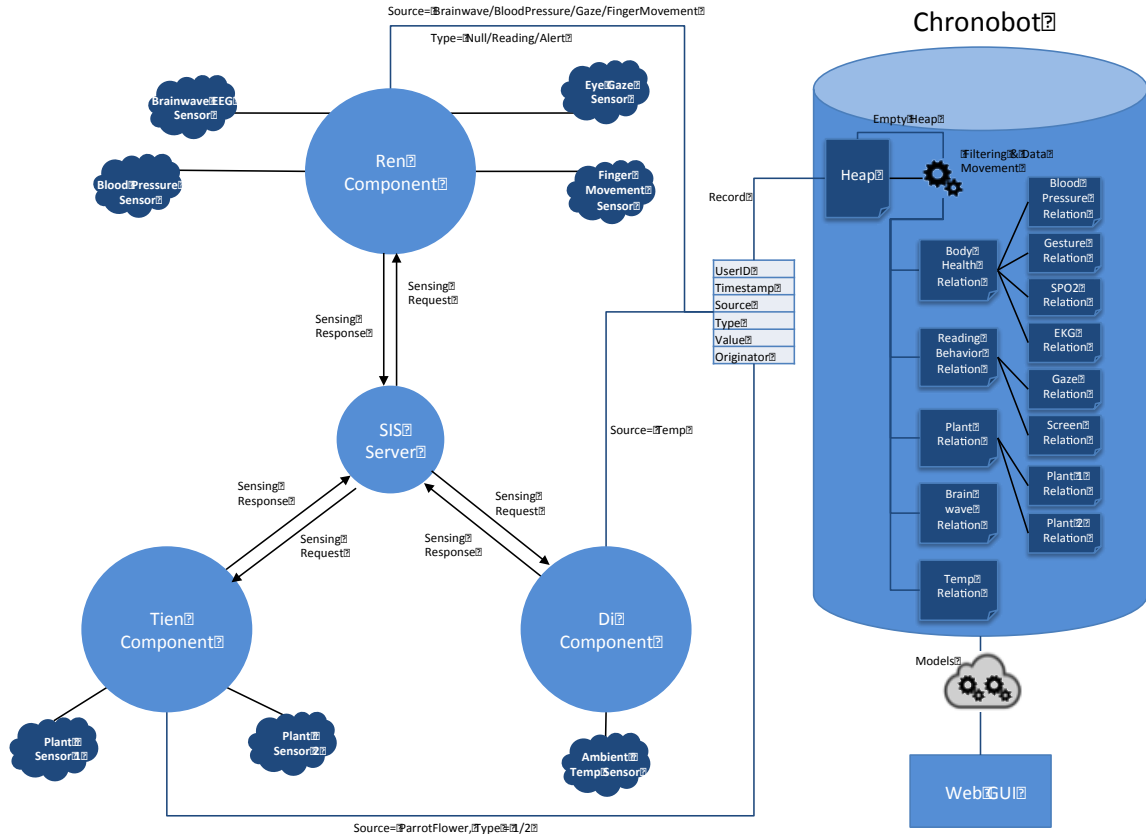 Source= Brainwave/BloodPressure/Gaze/FingerMovement
Type= Null/Reading/Alert
Chronobot
Brainwave EEG
Sensor
Eye Gaze
Sensor
Ren
Component
Blood Pressure
Sensor
Finger
Movement
Sensor
Sensing
Request
Sensing
Response
SIS
Server
Sensing
Response
Sensing
Request
Sensing
Request
Sensing
Response
Tien
Component
Di
Component
Plant
Sensor 1
Plant
Sensor 2
Ambient
Temp Sensor
Source= Temp
Source= ParrotFlower, Type = 1/2
Record
UserID
Timestamp
Source
Type
Value
Originator
Empty Heap
Heap
Filtering & Data
Movement
Body
Health
Relation
Blood
Pressure
Relation
Gesture
Relation
SPO2
Relation
EKG
Relation
Reading
Behavior
Relation
Gaze
Relation
Screen
Relation
Plant
Relation
Plant 1
Relation
Plant 2
Relation
Brain
wave
Relation
Temp
Relation
Models
Web GUI